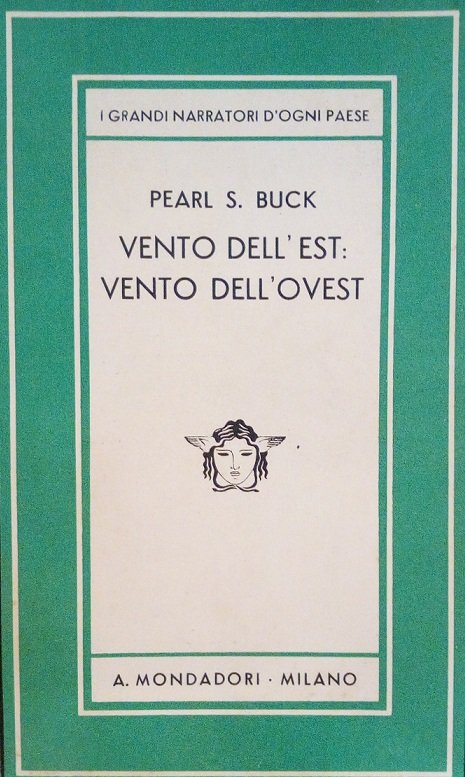 I GRANDI NARRATORI D'OGNI PAESE
PEARL S. BUCK
VENTO DELL'EST:
VENTO DELL'OVEST
A. MONDADORI · MILANO